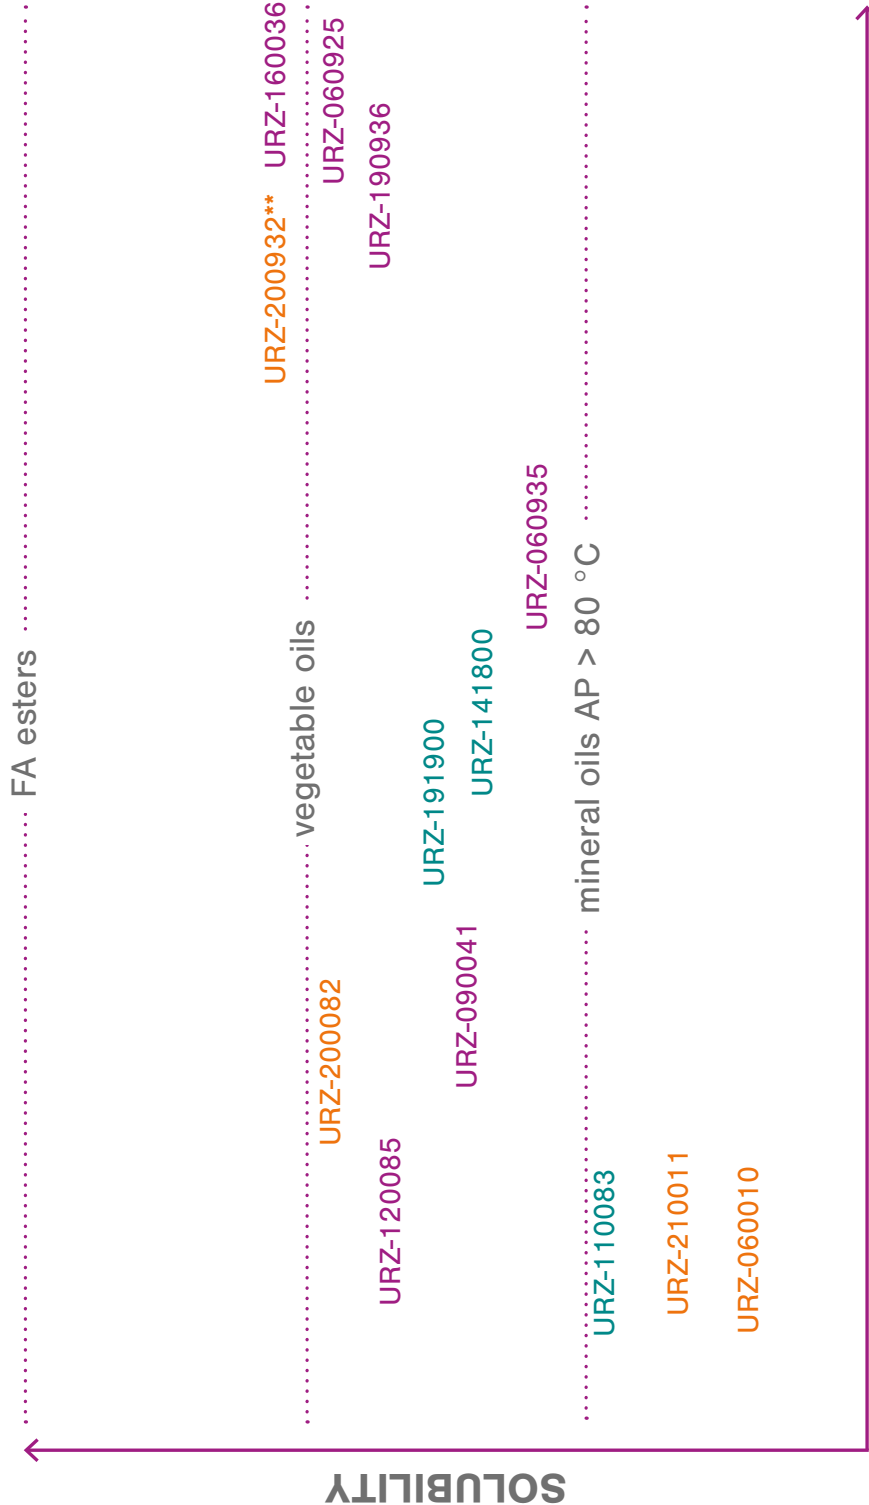 FA esters
URZ-200932** URZ-160036
vegetable oils
URZ-200082
URZ-060925
URZ-190936
URZ-120085
URZ-191900
URZ-090041
URZ-141800
URZ-060935
mineral oils AP > 80 °C
URZ-110083
URZ-210011
URZ-060010
SOLUBILITY